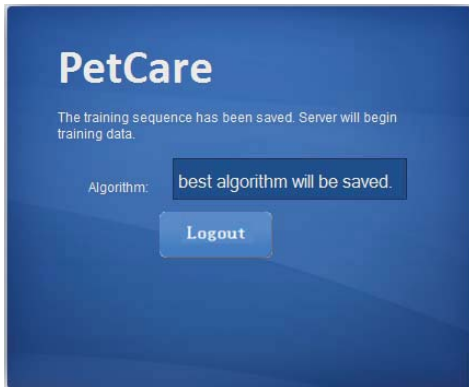 PetCare
The training sequence has been saved. Server will begin
training data.
Algorithm: best algorithm will be saved.
Logout